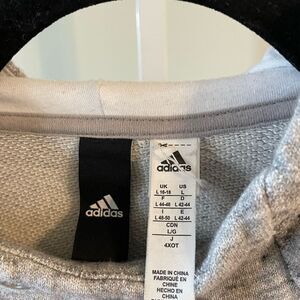 adidas
adidas
UK US
L 16-18 L
F D
L 44-46 L 42-44
I E
L 48-50 L 42-44
CDN
L/G
J
4XOT
MADE IN CHINA
FABRIQUÉ EN
CHINE
HECHO EN
CHINA